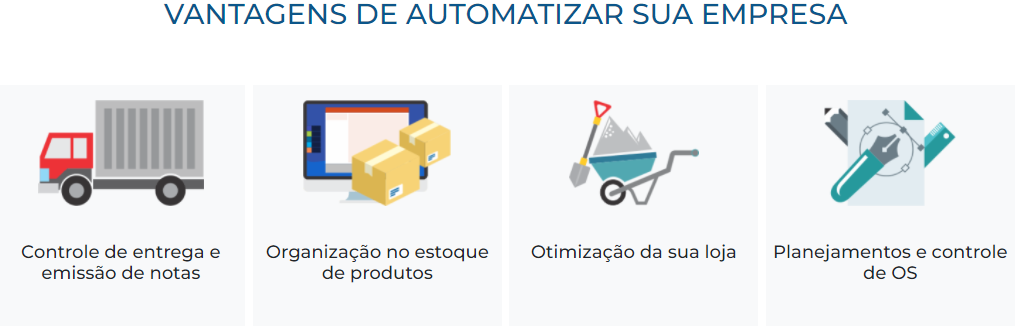 VANTAGENS DE AUTOMATIZAR SUA EMPRESA
Controle de entrega e
emissão de notas
Organização no estoque
de produtos
Otimização da sua loja
Planejamentos e controle
de OS